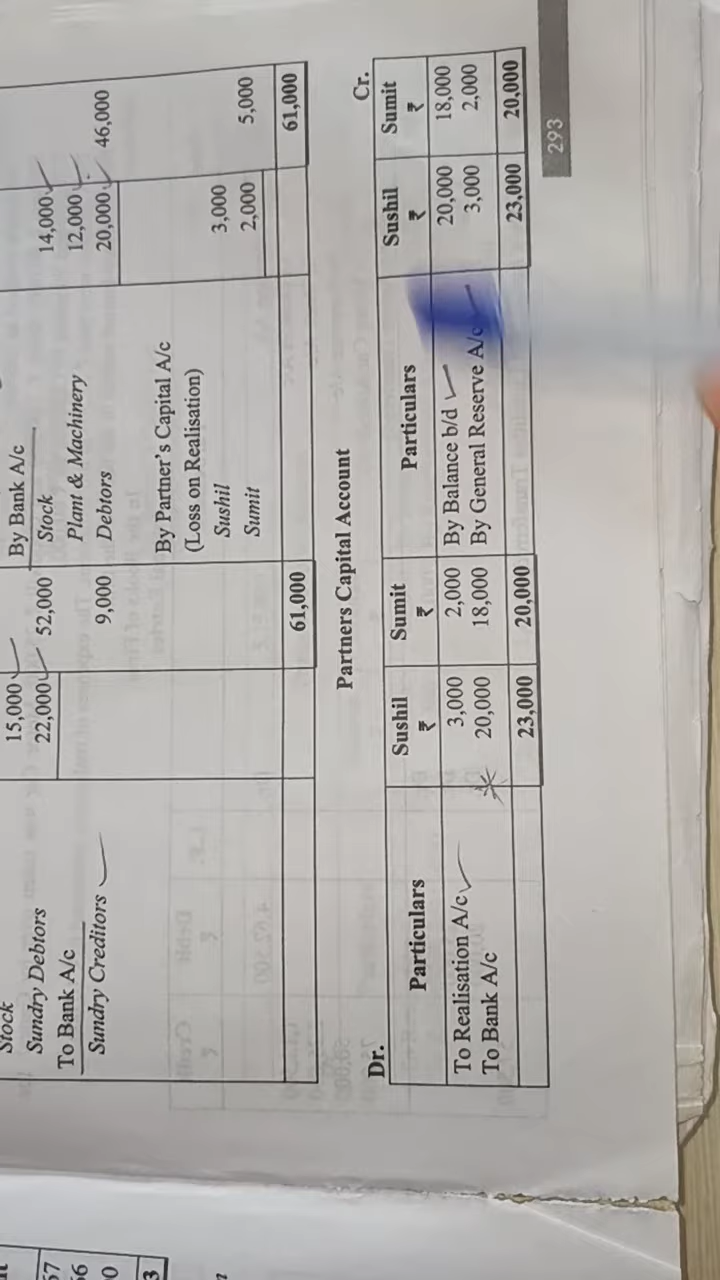 Stock 15,000 By Bank A/c
Sundry Debtors 22,000 52,000 Stock 14,000
To Bank A/c Plant & Machinery 12,000
Sundry Creditors 9,000 Debtors 20,000 46,000
By Partner's Capital A/c
(Loss on Realisation)
Sushil 3,000
Sumit 2,000 5,000
61,000 61,000
Partners Capital Account
Dr. Cr.
Particulars Sushil ₹ Sumit ₹ Particulars Sushil ₹ Sumit ₹
To Realisation A/c 3,000 2,000 By Balance b/d 20,000 18,000
To Bank A/c 20,000 18,000 By General Reserve A/c 3,000 2,000
23,000 20,000 23,000 20,000
293